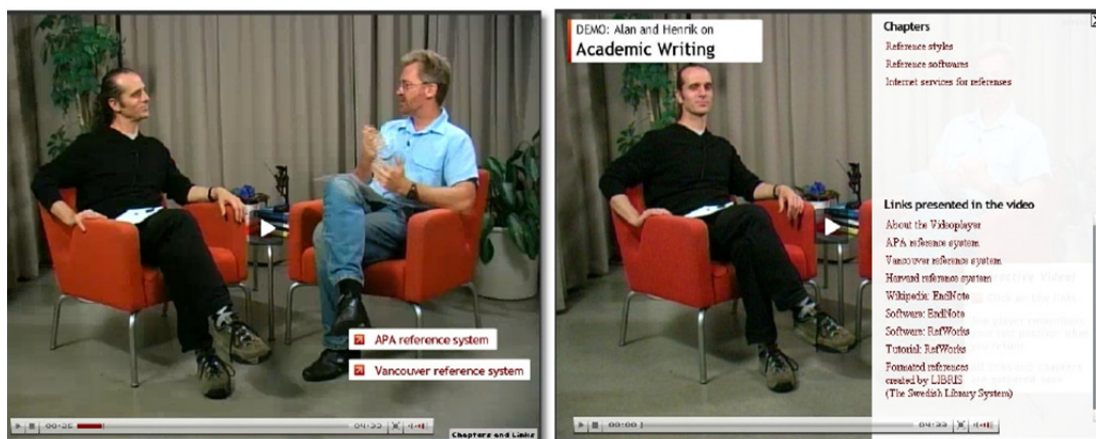 APA reference system
Vancouver reference system
00:25
04:33
Chapters and Links
DEMO: Alan and Henrik on
Academic Writing
Chapters
Reference styles
Reference softwares
Internet services for referenses
Links presented in the video
About the Videoplayer
APA reference system
Vancouver reference system
Harvard reference system
Wikipedia: EndNote
Software: EndNote
Software: RefWorks
Tutorial: RefWorks
Formated references
created by LIBRIS
(The Swedish Library System)
00:00
04:33